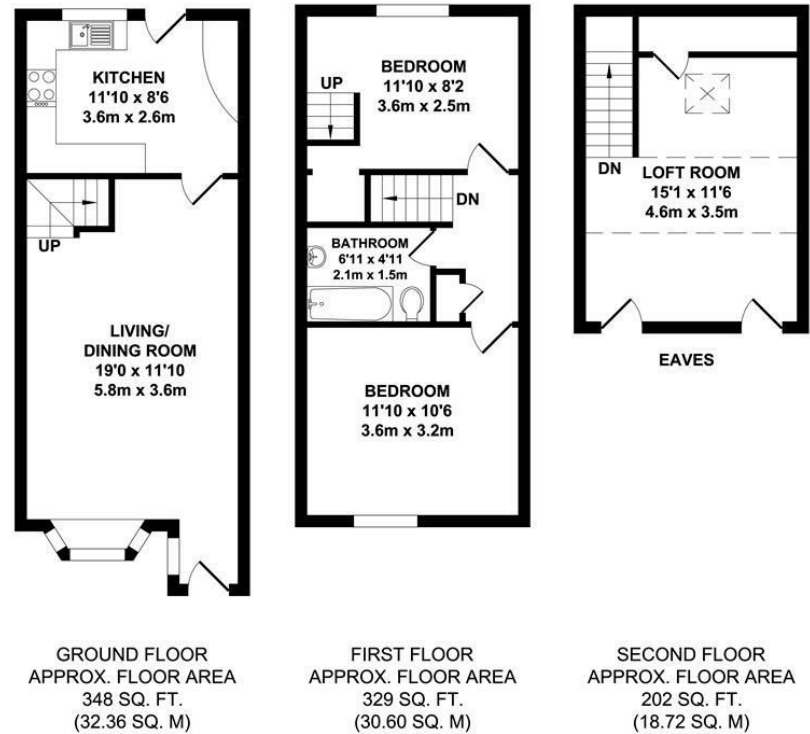 KITCHEN
11'10 x 8'6
3.6m x 2.6m
UP
LIVING/
DINING ROOM
19'0 x 11'10
5.8m x 3.6m
GROUND FLOOR
APPROX. FLOOR AREA
348 SQ. FT.
(32.36 SQ. M)
BEDROOM
11'10 x 8'2
3.6m x 2.5m
UP
DN
BATHROOM
6'11 x 4'11
2.1m x 1.5m
BEDROOM
11'10 x 10'6
3.6m x 3.2m
FIRST FLOOR
APPROX. FLOOR AREA
329 SQ. FT.
(30.60 SQ. M)
DN
LOFT ROOM
15'1 x 11'6
4.6m x 3.5m
EAVES
SECOND FLOOR
APPROX. FLOOR AREA
202 SQ. FT.
(18.72 SQ. M)